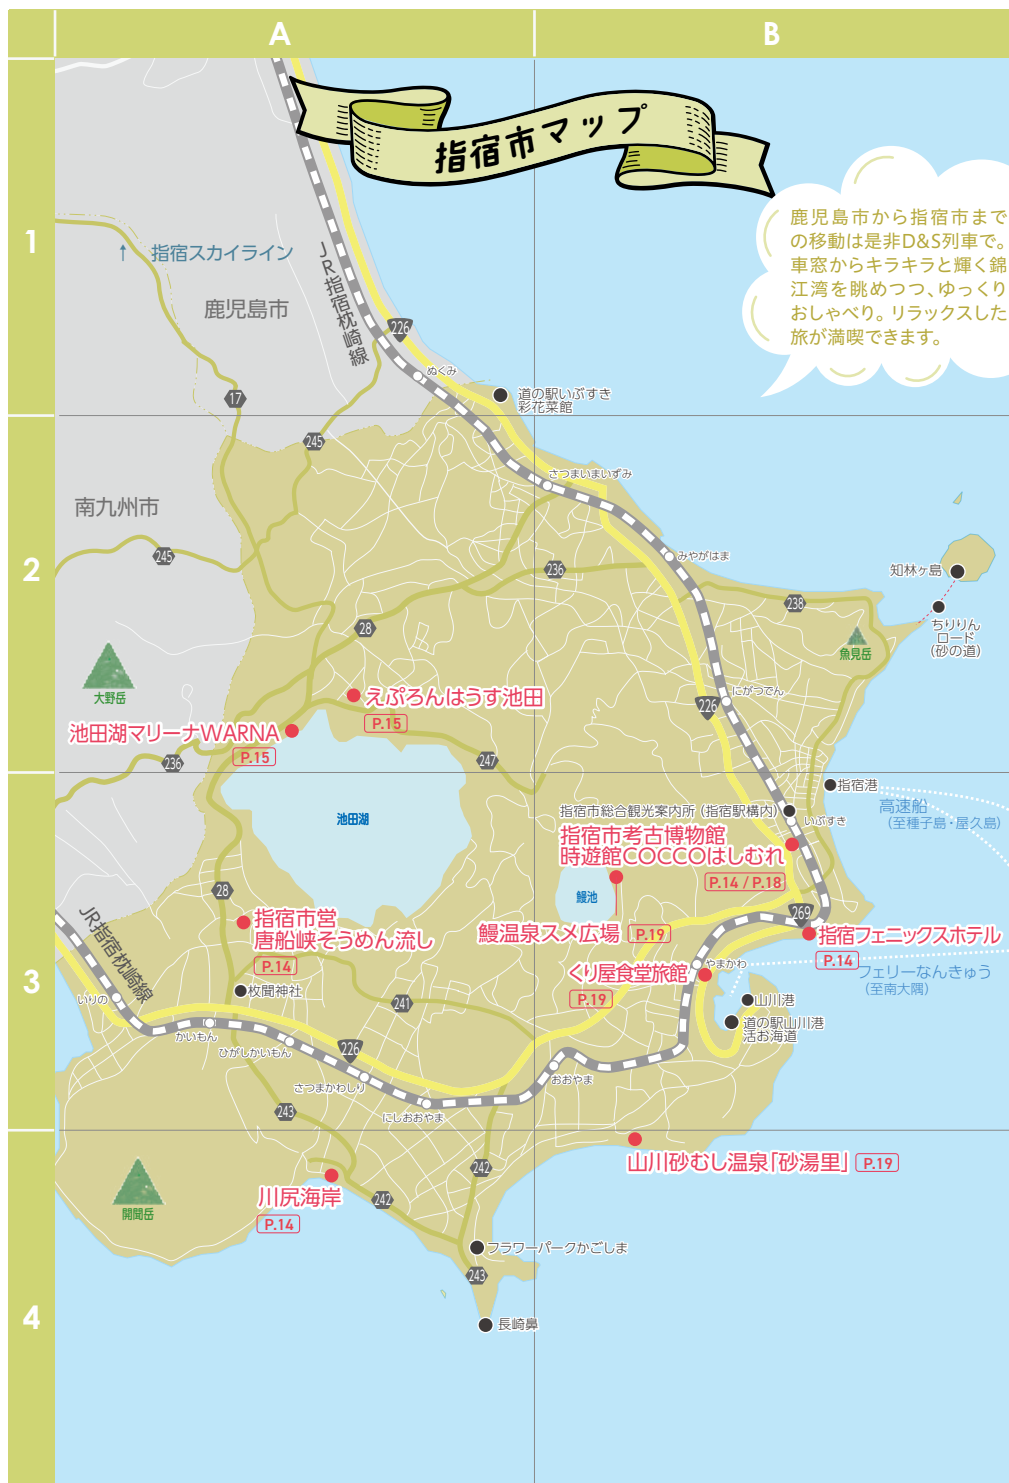 A
B
指宿市マップ
1
鹿児島市から指宿市まで
の移動は是非D&S列車で。
車窓からキラキラと輝く錦
江湾を眺めつつ、ゆっくり
おしゃべり。リラックスした
旅が満喫できます。
↑ 指宿スカイライン
鹿児島市
JR指宿枕崎線
226
ぬくみ
17
道の駅いぶすき
彩花菜館
245
さつまいまいずみ
南九州市
2
245
236
みやがはま
知林ヶ島
238
ちりりん
ロード
(砂の道)
28
魚見岳
大野岳
えぷろんはうす池田
P.15
にがつでん
226
池田湖マリーナWARNA
P.15
236
247
指宿港
高速船
(至種子島・屋久島)
指宿市総合観光案内所(指宿駅構内)
いぶすき
池田湖
指宿市考古博物館
時遊館COCCOはしむれ
P.14 / P.18
28
鰻池
269
指宿市営
唐船峡そうめん流し
P.14
鰻温泉スメ広場 P.19
指宿フェニックスホテル
P.14
JR指宿枕崎線
3
やまかわ
くり屋食堂旅館
P.19
フェリーなんきゅう
(至南大隅)
枚聞神社
いりの
241
山川港
道の駅山川港
活お海道
かいもん
ひがしかいもん
226
さつまかわしり
おおやま
にしおおやま
243
山川砂むし温泉「砂湯里」 P.19
242
川尻海岸
P.14
242
開聞岳
フラワーパークかごしま
243
4
長崎鼻